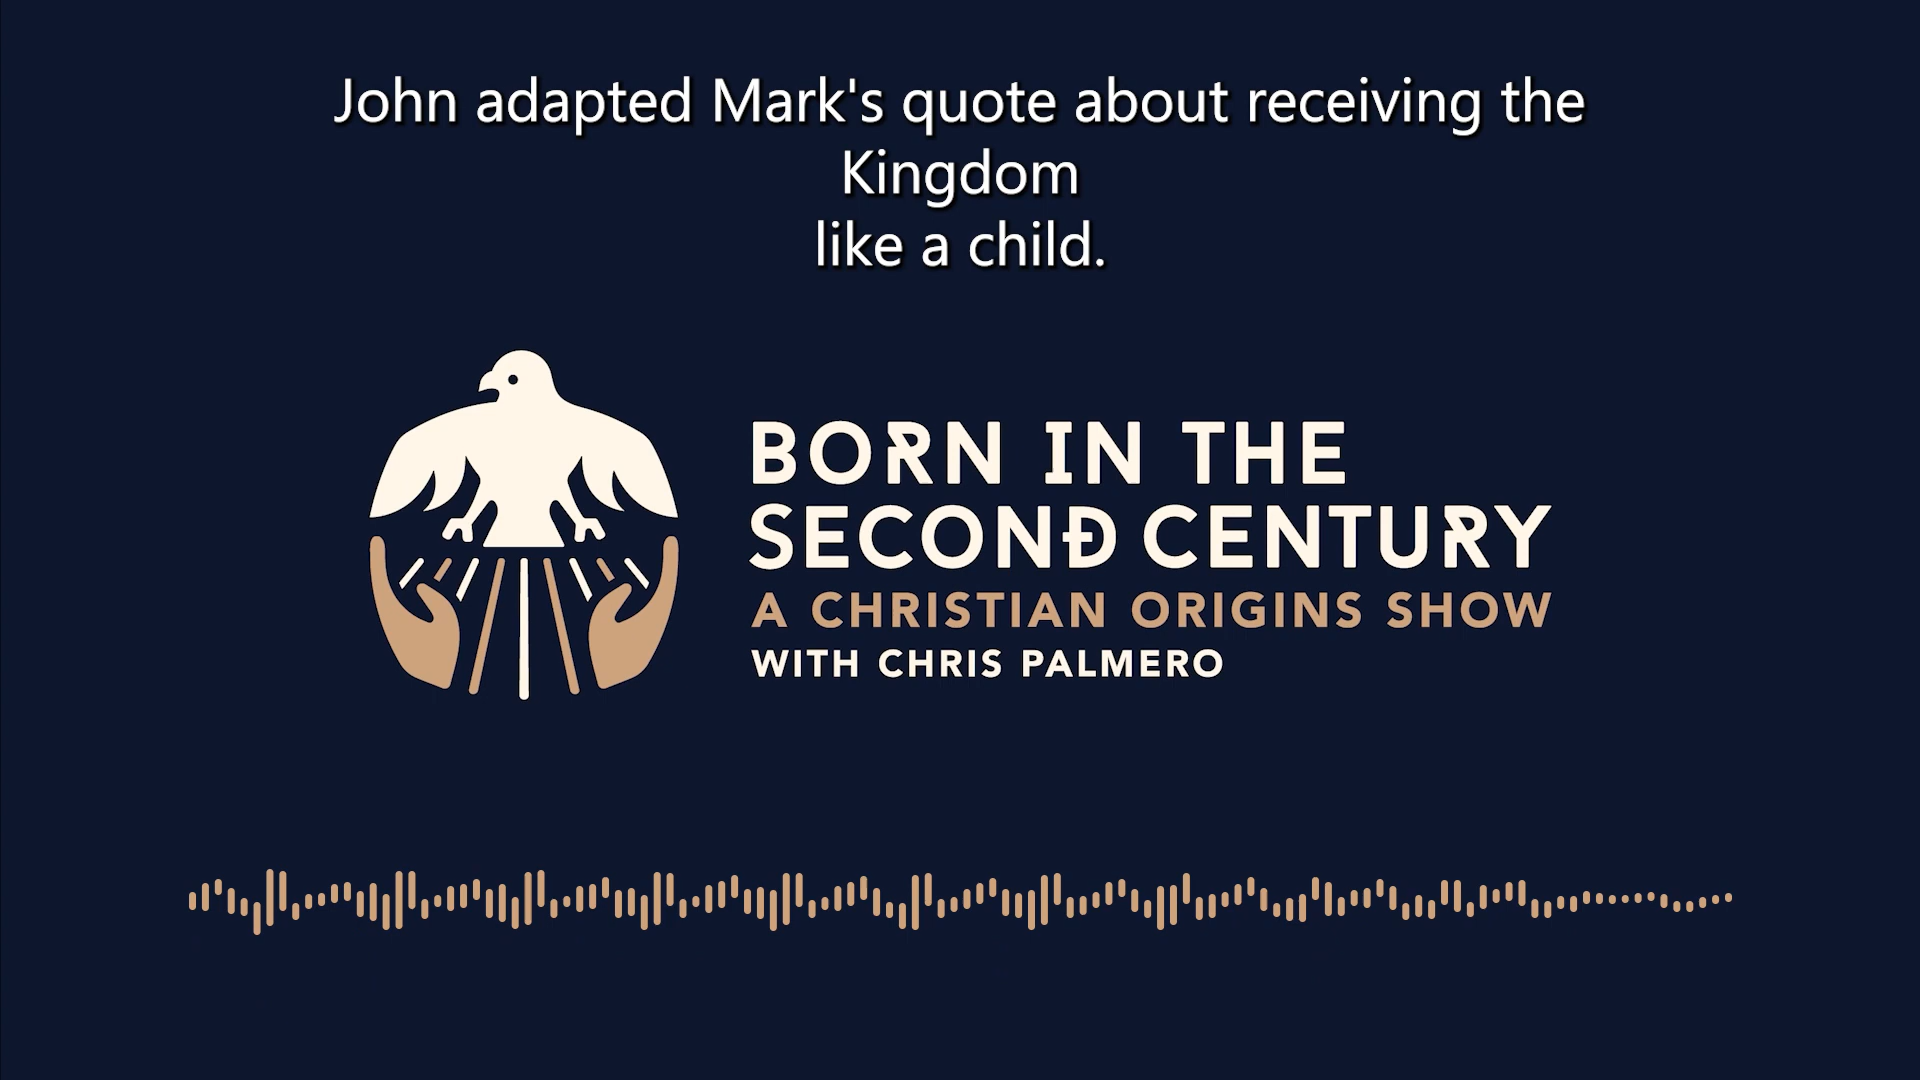 John adapted Mark's quote about receiving the
Kingdom
like a child.
BORN IN THE
SECOND CENTURY
A CHRISTIAN ORIGINS SHOW
WITH CHRIS PALMERO